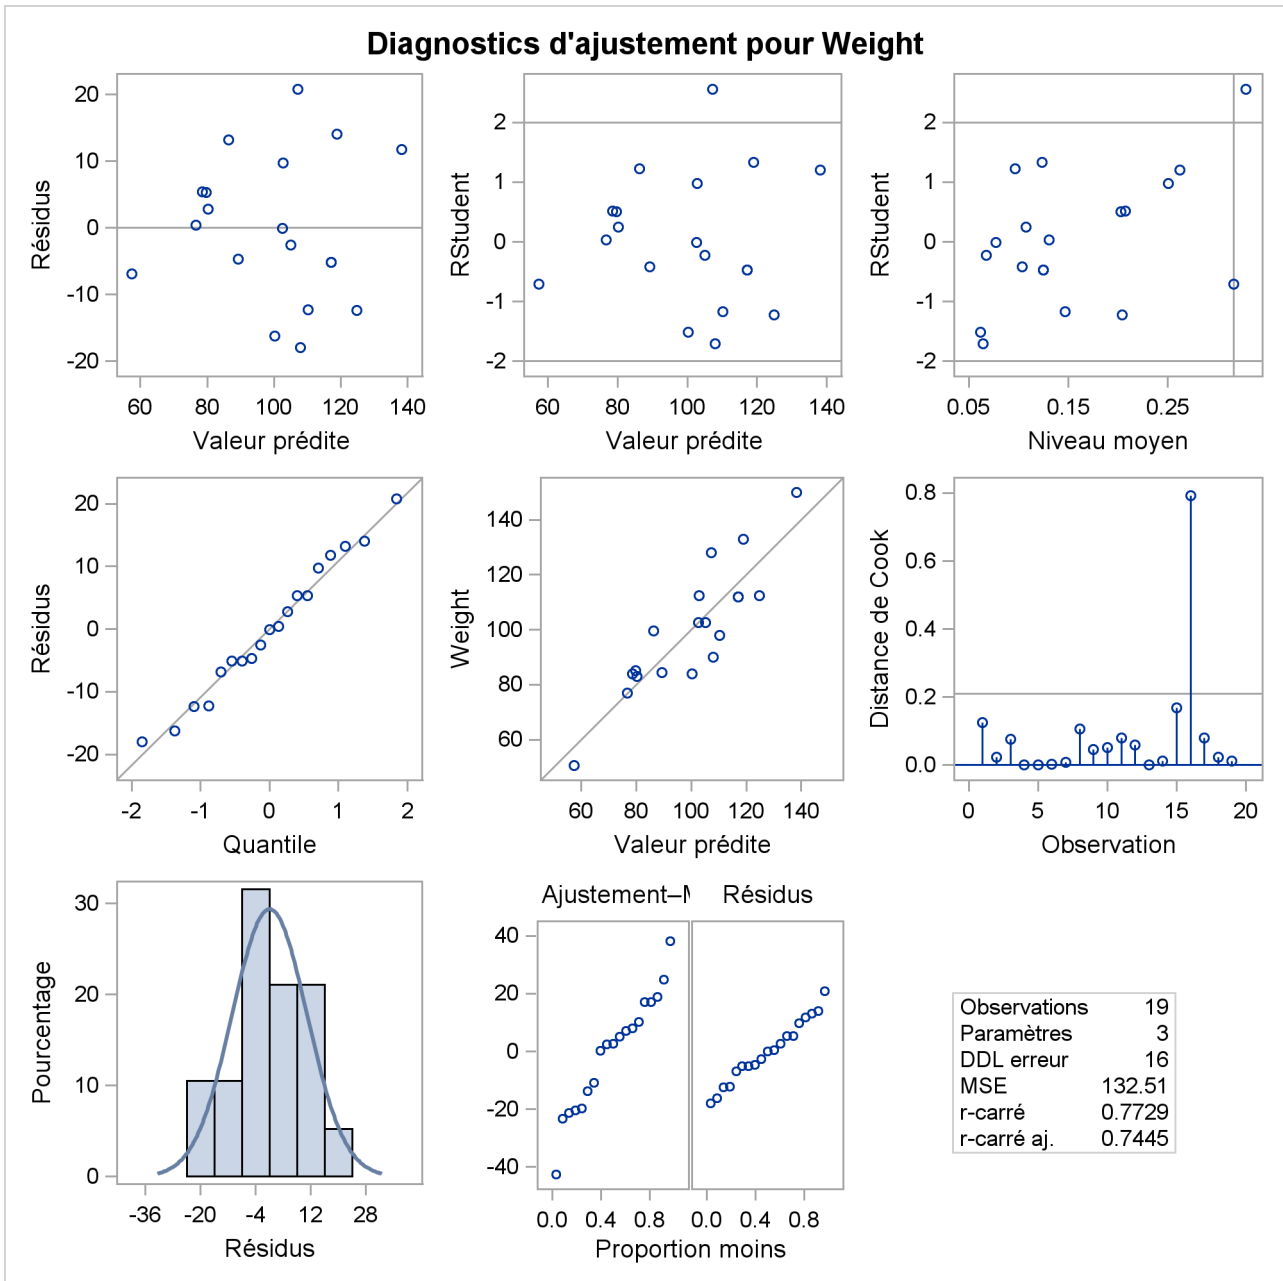 Diagnostics d'ajustement pour Weight
20
10
0
-10
-20
Résidus
60 80 100 120 140
Valeur prédite
2
1
0
-1
-2
RStudent
60 80 100 120 140
Valeur prédite
2
1
0
-1
-2
RStudent
0.05 0.15 0.25
Niveau moyen
20
10
0
-10
-20
Résidus
-2 -1 0 1 2
Quantile
140
120
100
80
60
Weight
60 80 100 120 140
Valeur prédite
0.8
0.6
0.4
0.2
0.0
Distance de Cook
0 5 10 15 20
Observation
30
20
10
0
Pourcentage
-36 -20 -4 12 28
Résidus
Ajustement–M Résidus
40
20
0
-20
-40
0.0 0.4 0.8 0.0 0.4 0.8
Proportion moins
Observations 19
Paramètres 3
DDL erreur 16
MSE 132.51
r-carré 0.7729
r-carré aj. 0.7445